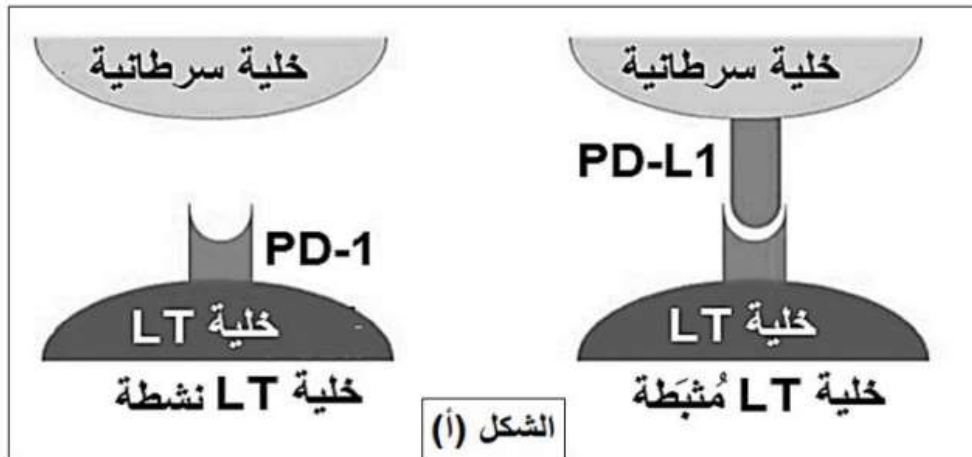 خلية سرطانية
خلية سرطانية
PD-L1
PD-1
خلية LT
خلية LT
خلية LT مُثبَطة
خلية LT نشطة
الشكل (أ)